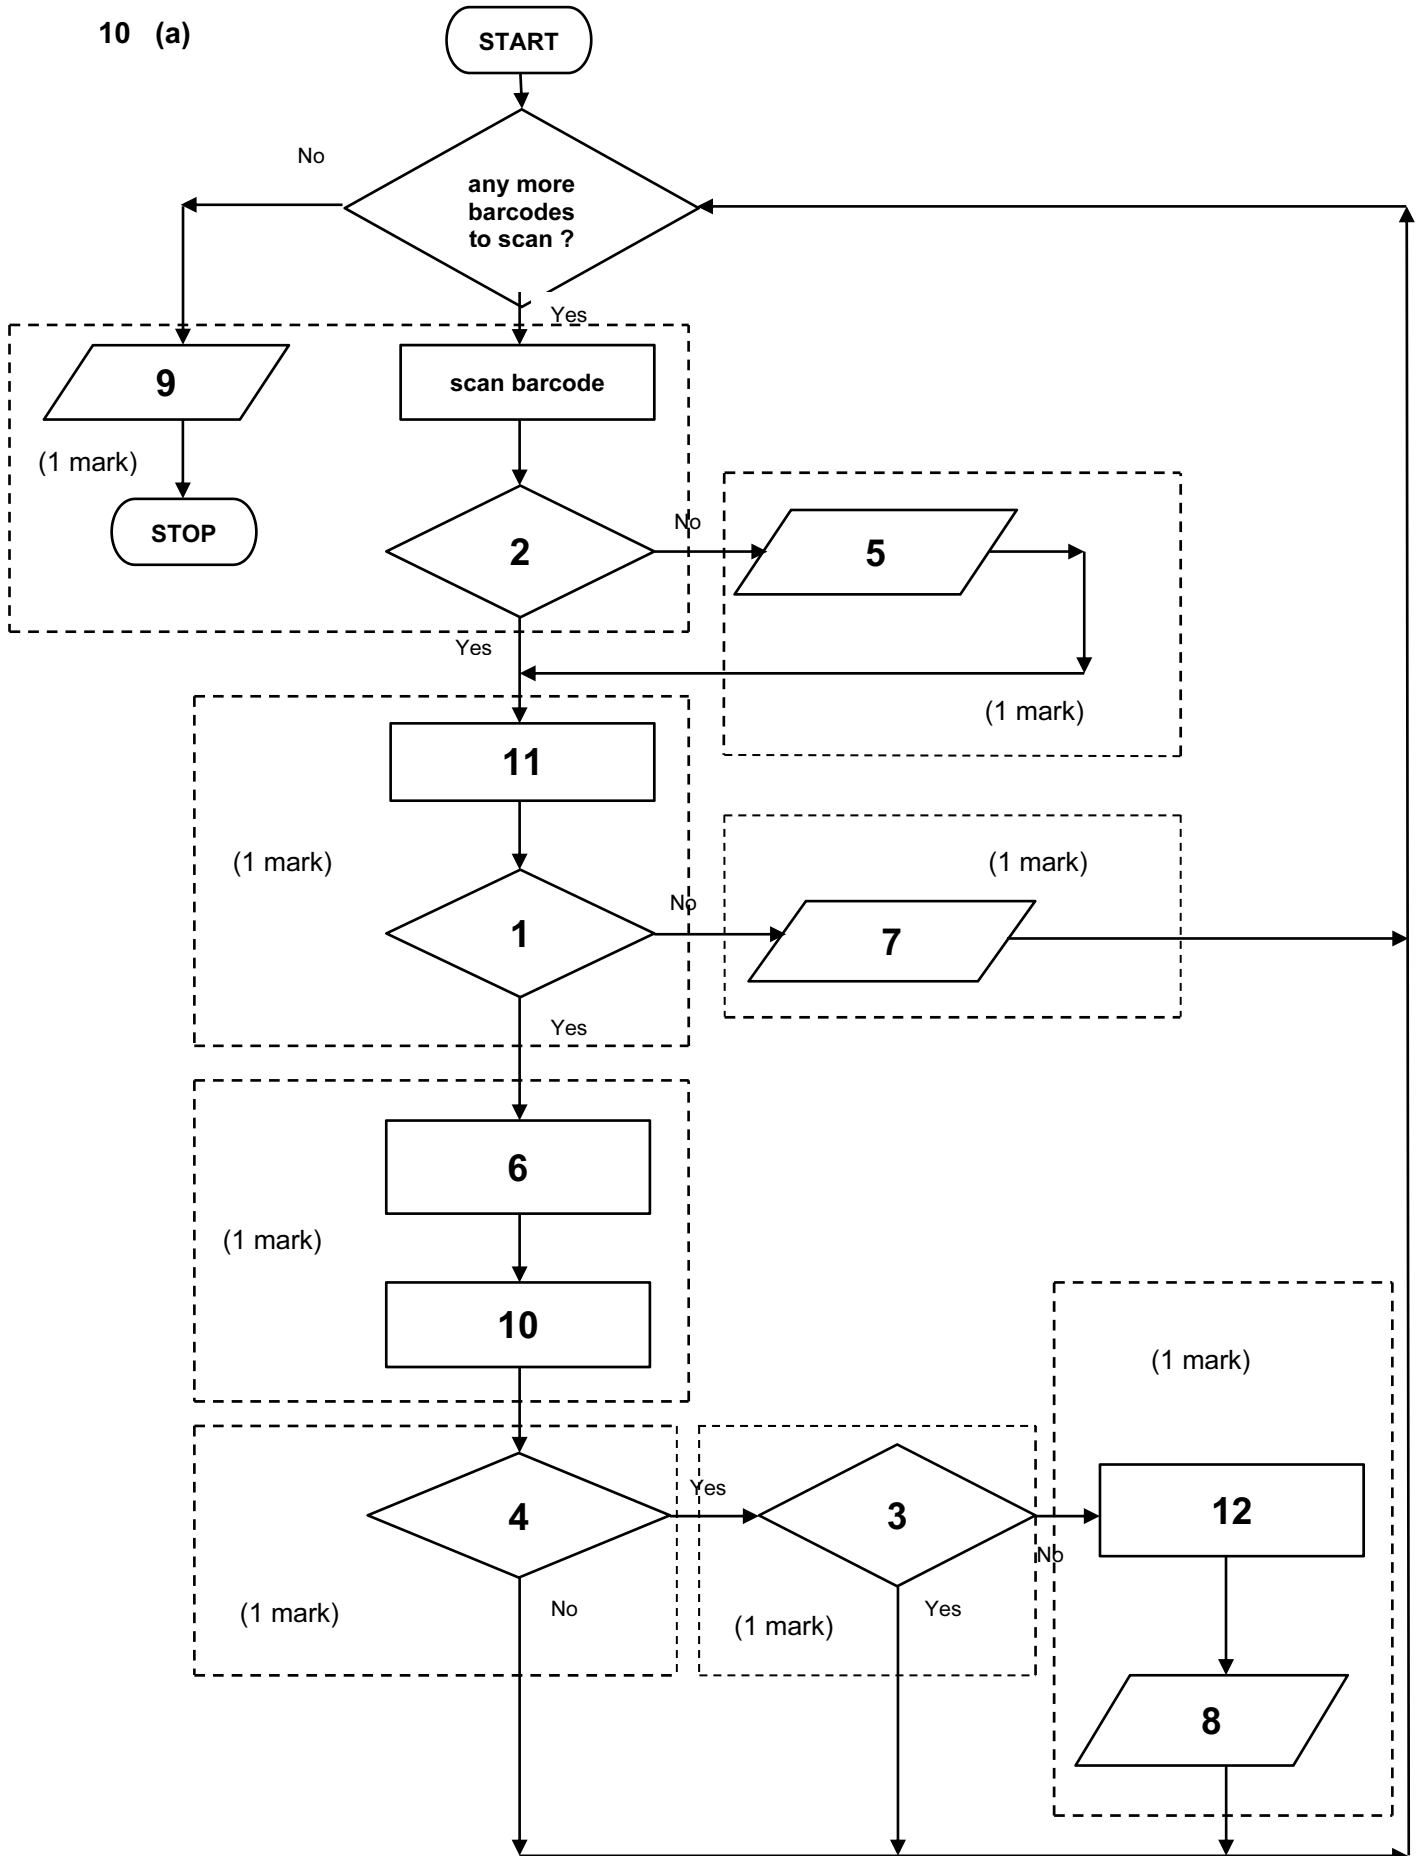 10 (a)
START
No
any more
barcodes
to scan ?
Yes
9
scan barcode
(1 mark)
STOP
2
No
5
Yes
(1 mark)
11
(1 mark)
(1 mark)
1
No
7
Yes
6
(1 mark)
10
(1 mark)
4
Yes
3
No
12
(1 mark)
No
(1 mark)
Yes
8